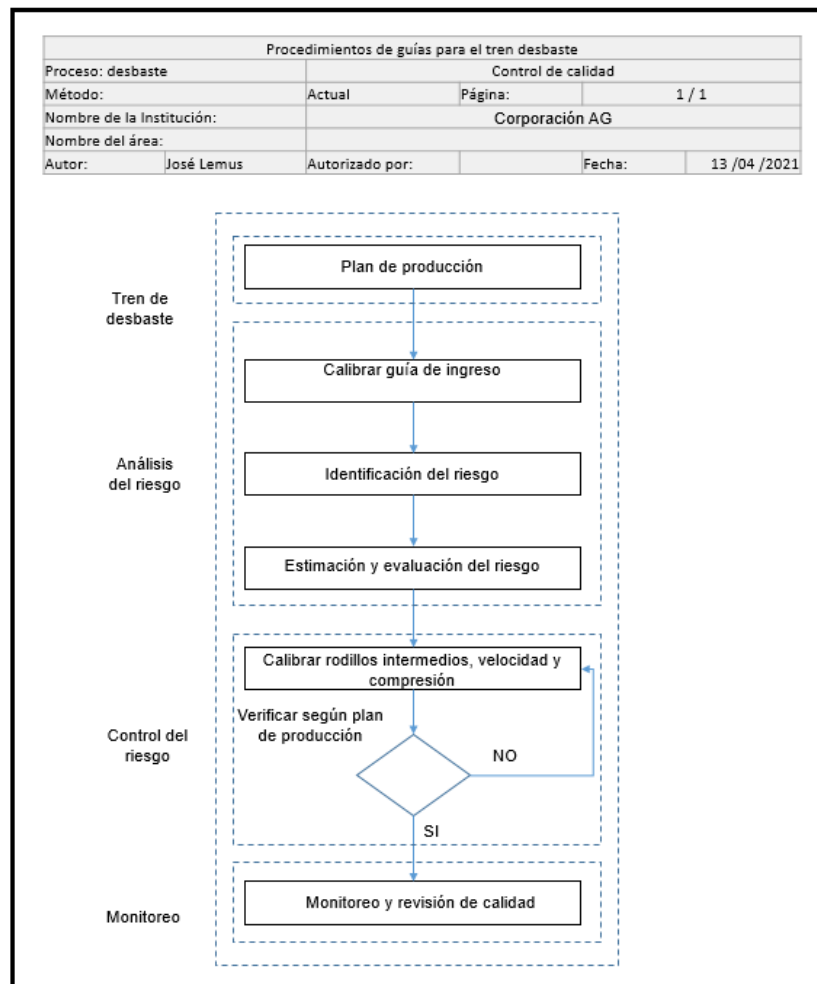 Procedimientos de guías para el tren desbaste
Proceso: desbaste Control de calidad
Método: Actual Página: 1 / 1
Nombre de la Institución: Corporación AG
Nombre del área:
Autor: José Lemus Autorizado por: Fecha: 13 /04 /2021
Plan de producción
Tren de
desbaste
Calibrar guía de ingreso
Análisis
del riesgo
Identificación del riesgo
Estimación y evaluación del riesgo
Calibrar rodillos intermedios, velocidad y
compresión
Verificar según plan
de producción
Control del
riesgo
NO
SI
Monitoreo y revisión de calidad
Monitoreo